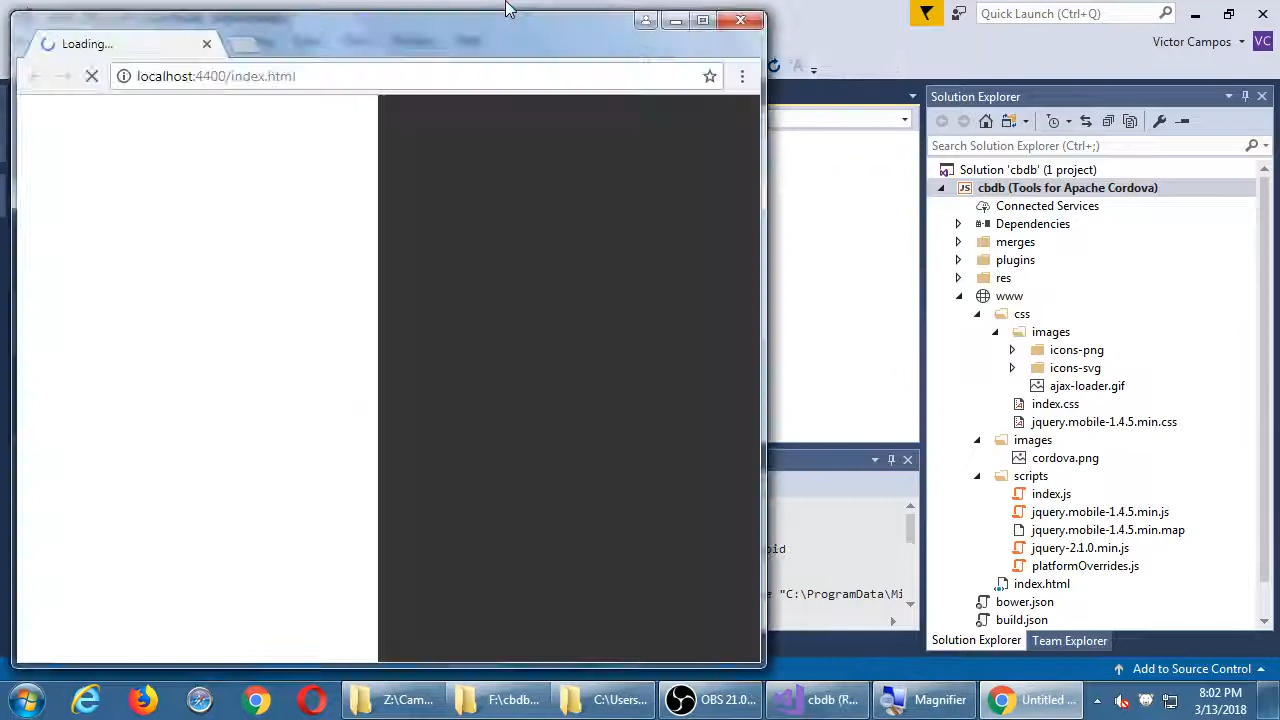 Quick Launch (Ctrl+Q)
Loading...
Victor Campos
VC
localhost:4400/index.html
Solution Explorer
Search Solution Explorer (Ctrl+;)
Solution 'cbdb' (1 project)
cbdb (Tools for Apache Cordova)
Connected Services
Dependencies
merges
plugins
res
www
css
images
icons-png
icons-svg
ajax-loader.gif
index.css
jquery.mobile-1.4.5.min.css
images
cordova.png
scripts
index.js
jquery.mobile-1.4.5.min.js
jquery.mobile-1.4.5.min.map
jquery-2.1.0.min.js
platformOverrides.js
index.html
bower.json
build.json
"C:\ProgramData\Mi
Solution Explorer
Team Explorer
Add to Source Control
Z:\Cam...
F:\cbdb...
C:\Users...
OBS 21.0...
cbdb (R...
Magnifier
Untitled ...
8:02 PM
3/13/2018